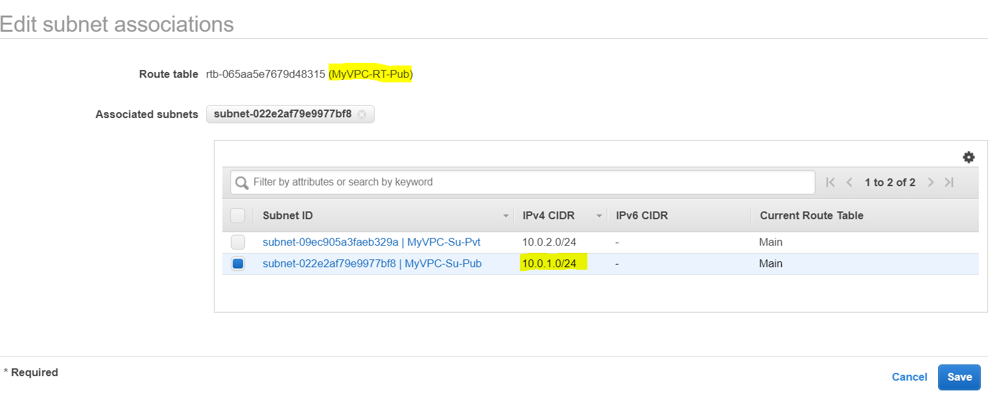 Edit subnet associations
Route table rtb-065aa5e7679d48315 (MyVPC-RT-Pub)
Associated subnets subnet-022e2af79e9977bf8
Filter by attributes or search by keyword 1 to 2 of 2
Subnet ID IPv4 CIDR IPv6 CIDR Current Route Table
subnet-09ec905a3faeb329a | MyVPC-Su-Pvt 10.0.2.0/24 - Main
subnet-022e2af79e9977bf8 | MyVPC-Su-Pub 10.0.1.0/24 - Main
* Required Cancel Save